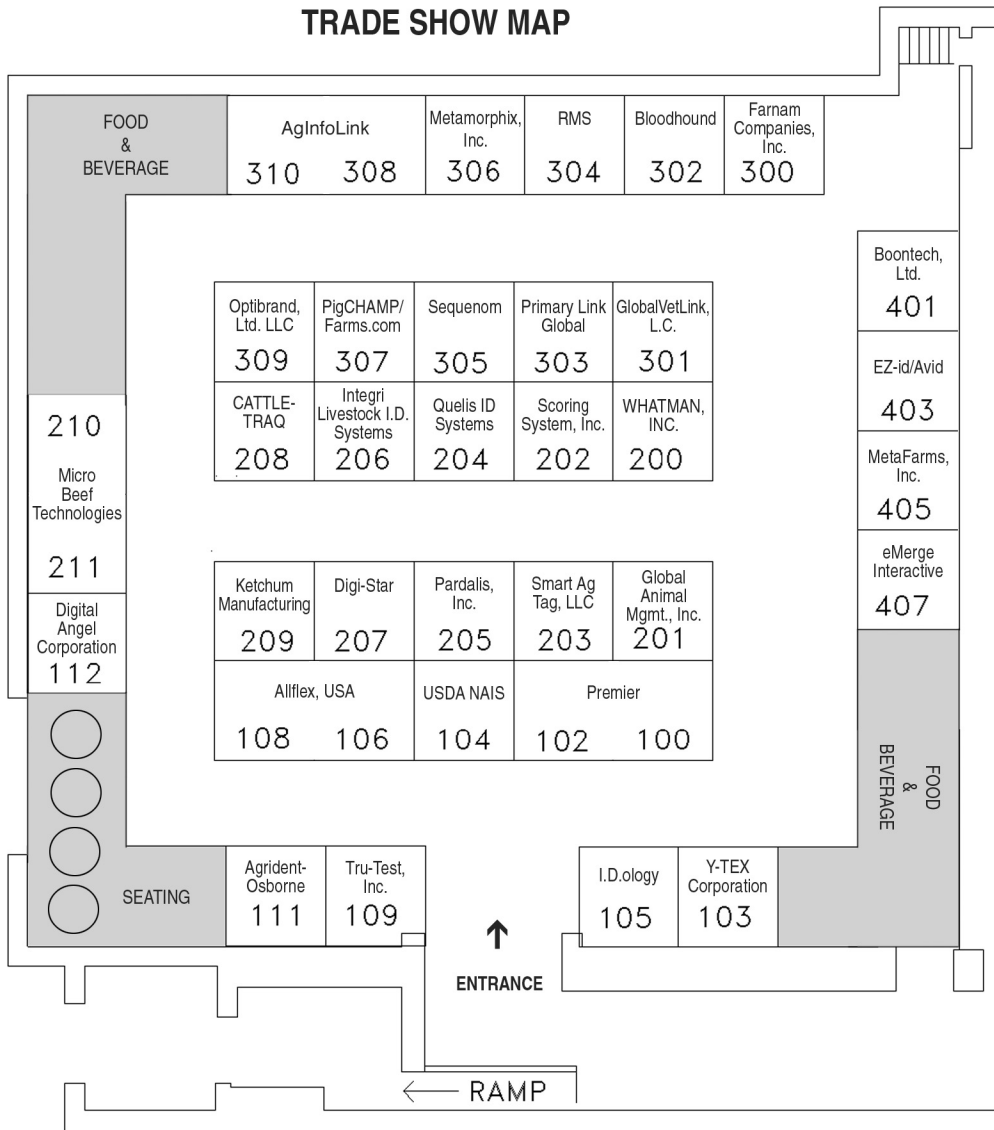 TRADE SHOW MAP
FOOD
&
BEVERAGE
AgInfoLink
310 308
Metamorphix,
Inc.
306
RMS
304
Bloodhound
302
Farnam
Companies,
Inc.
300
Boontech,
Ltd.
401
EZ-id/Avid
403
MetaFarms,
Inc.
405
eMerge
Interactive
407
Optibrand,
Ltd. LLC
309
PigCHAMP/
Farms.com
307
Sequenom
305
Primary Link
Global
303
GlobalVetLink,
L.C.
301
CATTLE-
TRAQ
208
Integri
Livestock I.D.
Systems
206
Quelis ID
Systems
204
Scoring
System, Inc.
202
WHATMAN,
INC.
200
210
Micro
Beef
Technologies
211
Digital
Angel
Corporation
112
Ketchum
Manufacturing
209
Digi-Star
207
Pardalis,
Inc.
205
Smart Ag
Tag, LLC
203
Global
Animal
Mgmt., Inc.
201
Allflex, USA
108 106
USDA NAIS
104
Premier
102 100
FOOD
&
BEVERAGE
SEATING
Agrident-
Osborne
111
Tru-Test,
Inc.
109
I.D.ology
105
Y-TEX
Corporation
103
ENTRANCE
RAMP